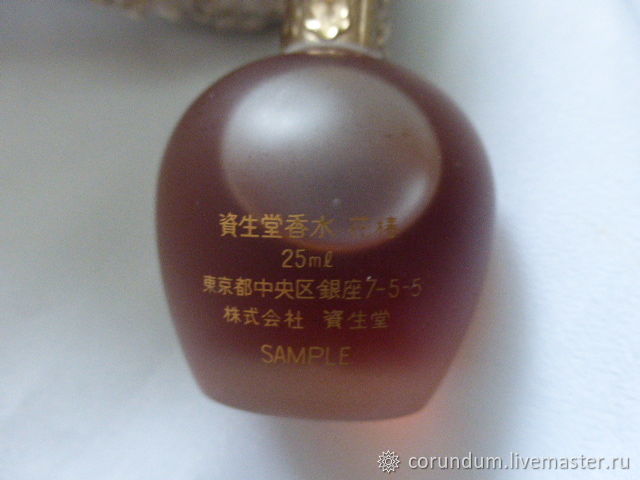 資生堂香水 花椿
25ml
東京都中央区銀座7-5-5
株式会社 資生堂
SAMPLE
corundum.livemaster.ru